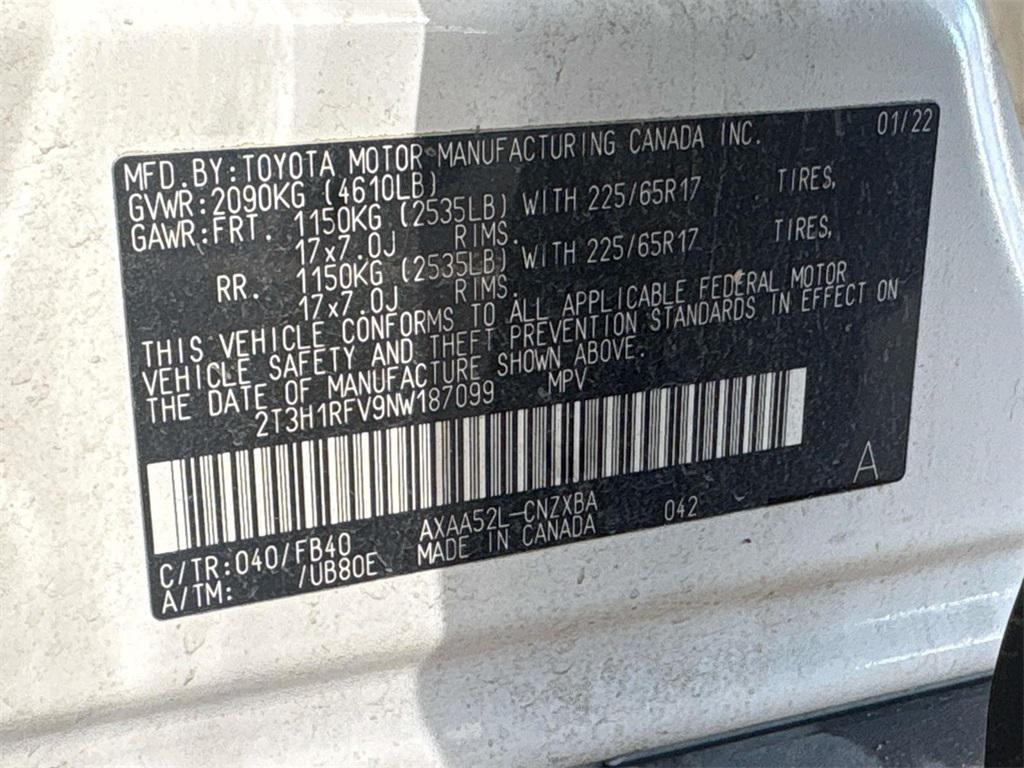 MFD.BY:TOYOTA MOTOR MANUFACTURING CANADA INC. 01/22
GVWR:2090KG (4610LB)
GAWR:FRT. 1150KG (2535LB) WITH 225/65R17 TIRES,
17x7.0J RIMS.
RR. 1150KG (2535LB) WITH 225/65R17 TIRES,
17x7.0J RIMS.
THIS VEHICLE CONFORMS TO ALL APPLICABLE FEDERAL MOTOR
VEHICLE SAFETY AND THEFT PREVENTION STANDARDS IN EFFECT ON
THE DATE OF MANUFACTURE SHOWN ABOVE.
2T3H1RFV9NW187099 MPV
A
C/TR:040/FB40 AXAA52L-CNZXBA 042
A/TM: /UB80E MADE IN CANADA